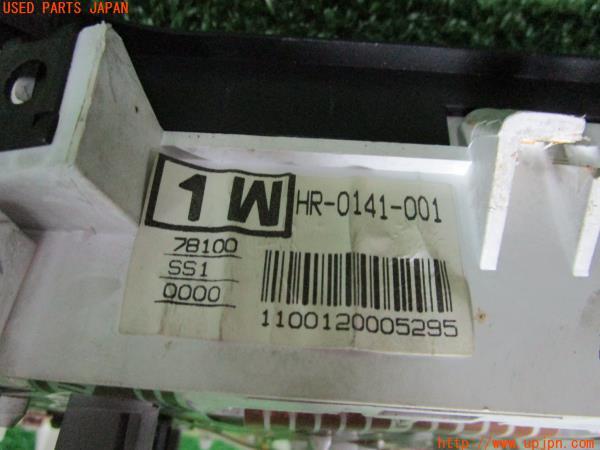 USED PARTS JAPAN
1W
HR-0141-001
78100
SS1
0000
1100120005295
http://www.upjpn.com/